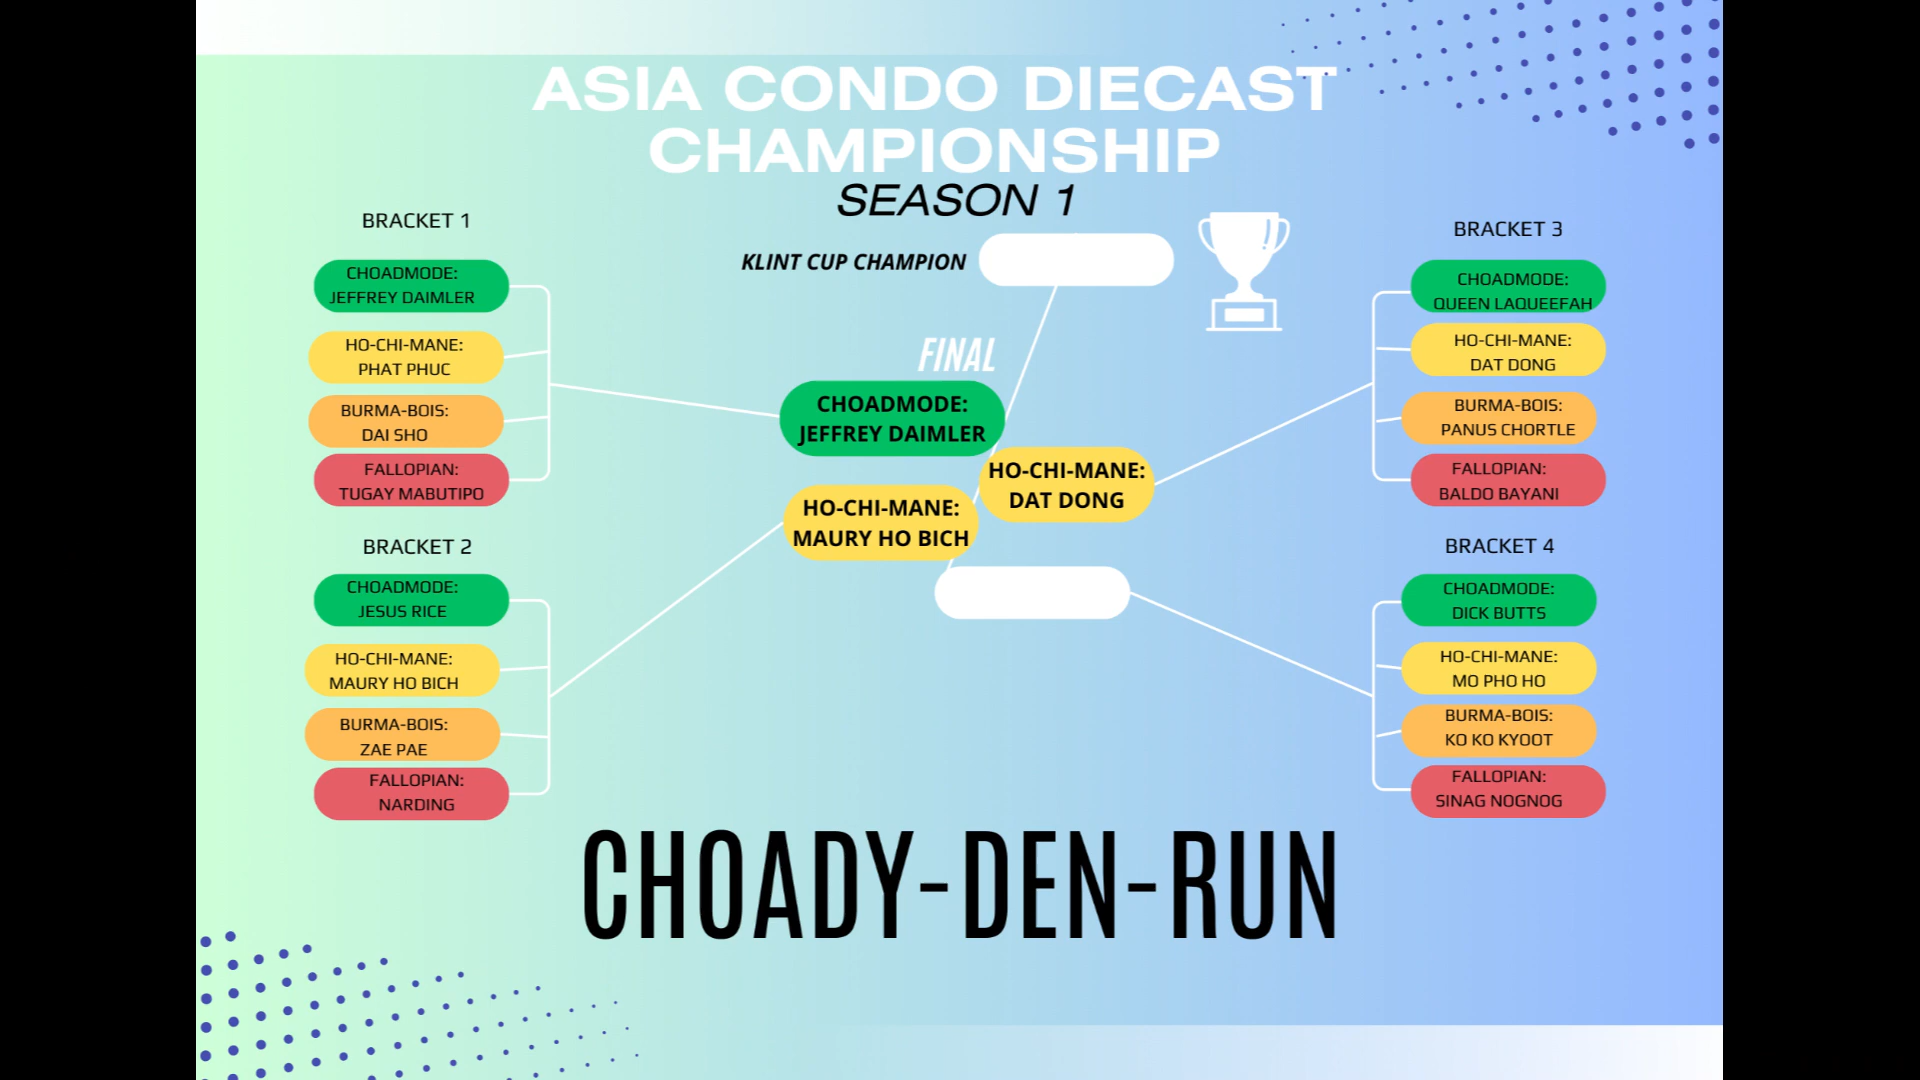 ASIA CONDO DIECAST
CHAMPIONSHIP
SEASON 1
KLINT CUP CHAMPION
FINAL
CHOADMODE:
JEFFREY DAIMLER
HO-CHI-MANE:
MAURY HO BICH
HO-CHI-MANE:
DAT DONG
BRACKET 1
CHOADMODE:
JEFFREY DAIMLER
HO-CHI-MANE:
PHAT PHUC
BURMA-BOIS:
DAI SHO
FALLOPIAN:
TUGAY MABUTIPO
BRACKET 2
CHOADMODE:
JESUS RICE
HO-CHI-MANE:
MAURY HO BICH
BURMA-BOIS:
ZAE PAE
FALLOPIAN:
NARDING
BRACKET 3
CHOADMODE:
QUEEN LAQUEEFAH
HO-CHI-MANE:
DAT DONG
BURMA-BOIS:
PANUS CHORTLE
FALLOPIAN:
BALDO BAYANI
BRACKET 4
CHOADMODE:
DICK BUTTS
HO-CHI-MANE:
MO PHO HO
BURMA-BOIS:
KO KO KYOOT
FALLOPIAN:
SINAG NOGNOG
CHOADY-DEN-RUN